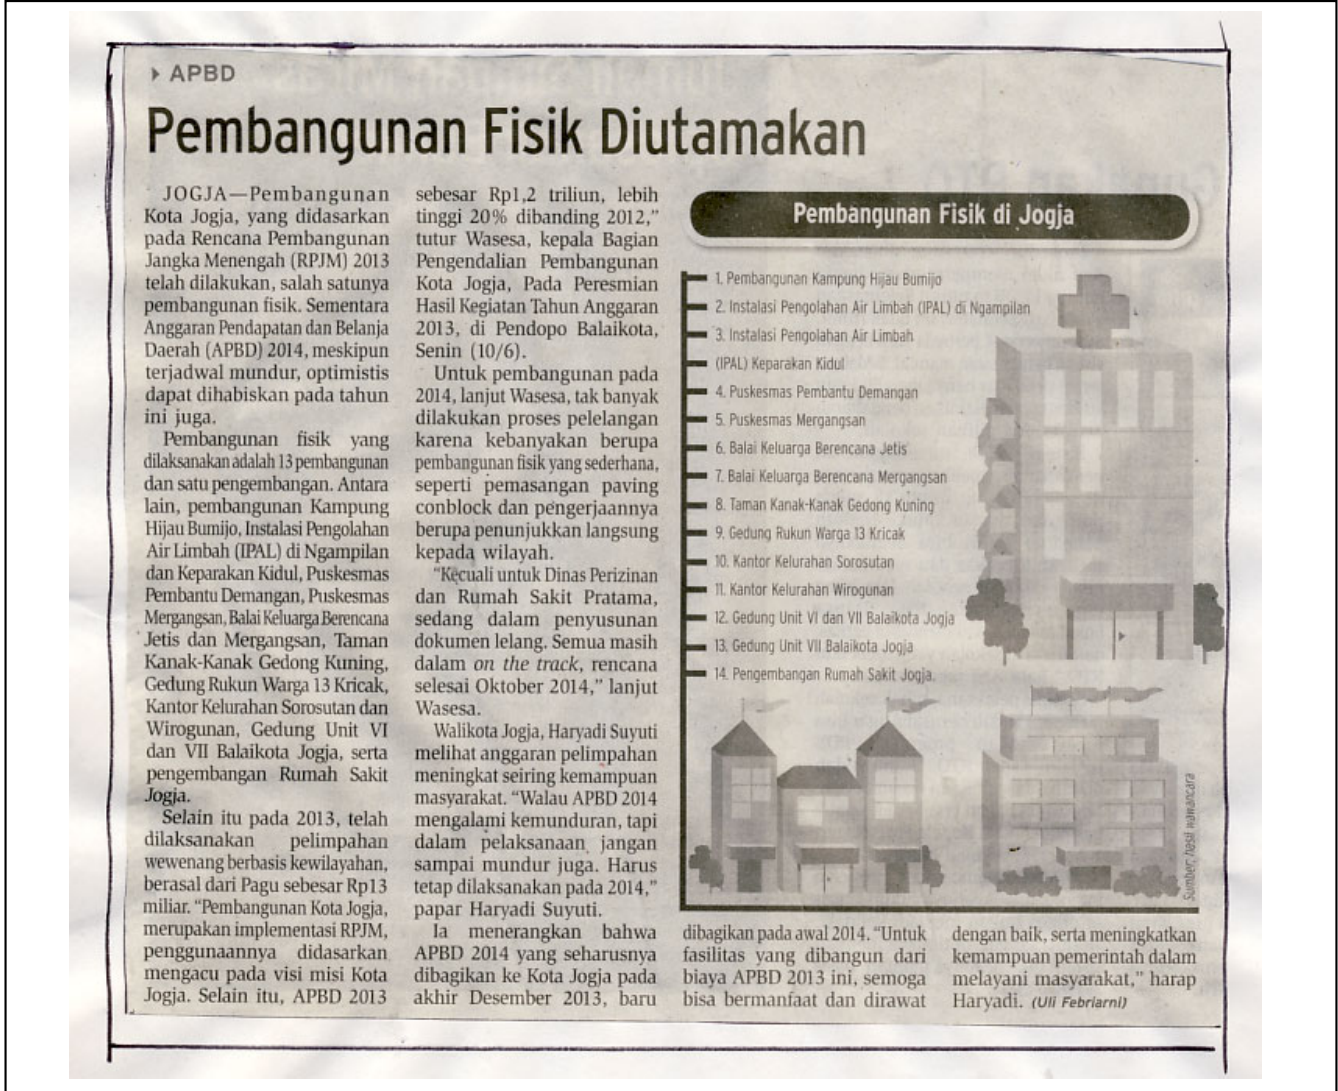 APBD
Pembangunan Fisik Diutamakan
JOGJA—Pembangunan
Kota Jogja, yang didasarkan
pada Rencana Pembangunan
Jangka Menengah (RPJM) 2013
telah dilakukan, salah satunya
pembangunan fisik. Sementara
Anggaran Pendapatan dan Belanja
Daerah (APBD) 2014, meskipun
terjadwal mundur, optimistis
dapat dihabiskan pada tahun
ini juga.
Pembangunan fisik yang
dilaksanakan adalah 13 pembangunan
dan satu pengembangan. Antara
lain, pembangunan Kampung
Hijau Bumijo, Instalasi Pengolahan
Air Limbah (IPAL) di Ngampilan
dan Keparakan Kidul, Puskesmas
Pembantu Demangan, Puskesmas
Mergangsan, Balai Keluarga Berencana
Jetis dan Mergangsan, Taman
Kanak-Kanak Gedong Kuning,
Gedung Rukun Warga 13 Kricak,
Kantor Kelurahan Sorosutan dan
Wirogunan, Gedung Unit VI
dan VII Balaikota Jogja, serta
pengembangan Rumah Sakit
Jogja.
Selain itu pada 2013, telah
dilaksanakan pelimpahan
wewenang berbasis kewilayahan,
berasal dari Pagu sebesar Rp13
miliar. “Pembangunan Kota Jogja,
merupakan implementasi RPJM,
penggunaannya didasarkan
mengacu pada visi misi Kota
Jogja. Selain itu, APBD 2013
sebesar Rp1,2 triliun, lebih
tinggi 20% dibanding 2012,”
tutur Wasesa, kepala Bagian
Pengendalian Pembangunan
Kota Jogja, Pada Peresmian
Hasil Kegiatan Tahun Anggaran
2013, di Pendopo Balaikota,
Senin (10/6).
Untuk pembangunan pada
2014, lanjut Wasesa, tak banyak
dilakukan proses pelelangan
karena kebanyakan berupa
pembangunan fisik yang sederhana,
seperti pemasangan paving
conblock dan pengerjaannya
berupa penunjukkan langsung
kepada wilayah.
“Kecuali untuk Dinas Perizinan
dan Rumah Sakit Pratama,
sedang dalam penyusunan
dokumen lelang. Semua masih
dalam on the track, rencana
selesai Oktober 2014,” lanjut
Wasesa.
Walikota Jogja, Haryadi Suyuti
melihat anggaran pelimpahan
meningkat seiring kemampuan
masyarakat. “Walau APBD 2014
mengalami kemunduran, tapi
dalam pelaksanaan jangan
sampai mundur juga. Harus
tetap dilaksanakan pada 2014,”
papar Haryadi Suyuti.
Ia menerangkan bahwa
APBD 2014 yang seharusnya
dibagikan ke Kota Jogja pada
akhir Desember 2013, baru
dibagikan pada awal 2014. “Untuk
fasilitas yang dibangun dari
biaya APBD 2013 ini, semoga
bisa bermanfaat dan dirawat
dengan baik, serta meningkatkan
kemampuan pemerintah dalam
melayani masyarakat,” harap
Haryadi. (Uli Febriarni)
Pembangunan Fisik di Jogja
1. Pembangunan Kampung Hijau Bumijo
2. Instalasi Pengolahan Air Limbah (IPAL) di Ngampilan
3. Instalasi Pengolahan Air Limbah
(IPAL) Keparakan Kidul
4. Puskesmas Pembantu Demangan
5. Puskesmas Mergangsan
6. Balai Keluarga Berencana Jetis
7. Balai Keluarga Berencana Mergangsan
8. Taman Kanak-Kanak Gedong Kuning
9. Gedung Rukun Warga 13 Kricak
10. Kantor Kelurahan Sorosutan
11. Kantor Kelurahan Wirogunan
12. Gedung Unit VI dan VII Balaikota Jogja
13. Gedung Unit VII Balaikota Jogja
14. Pengembangan Rumah Sakit Jogja.
Sumber: hasil wawancara